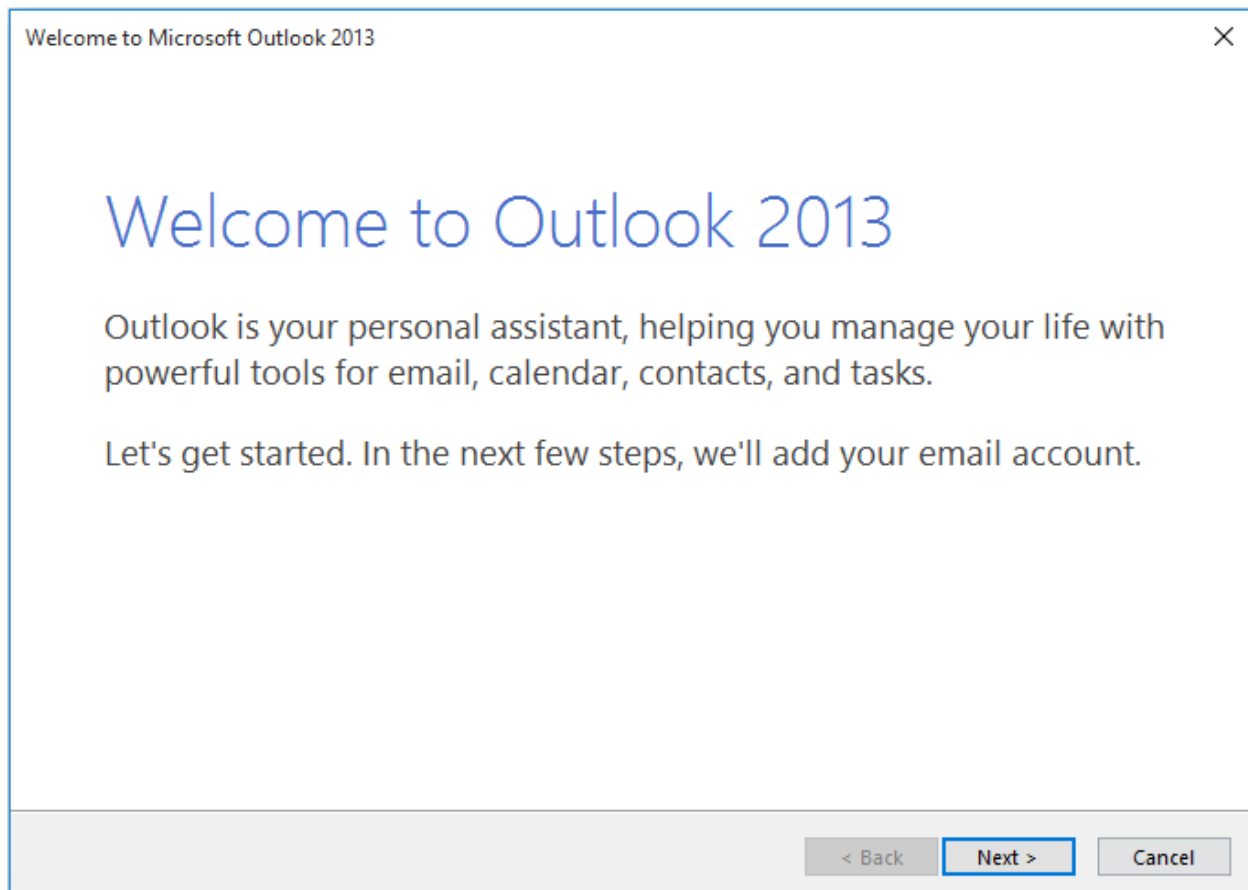 Welcome to Microsoft Outlook 2013
Welcome to Outlook 2013
Outlook is your personal assistant, helping you manage your life with
powerful tools for email, calendar, contacts, and tasks.
Let's get started. In the next few steps, we'll add your email account.
< Back Next > Cancel